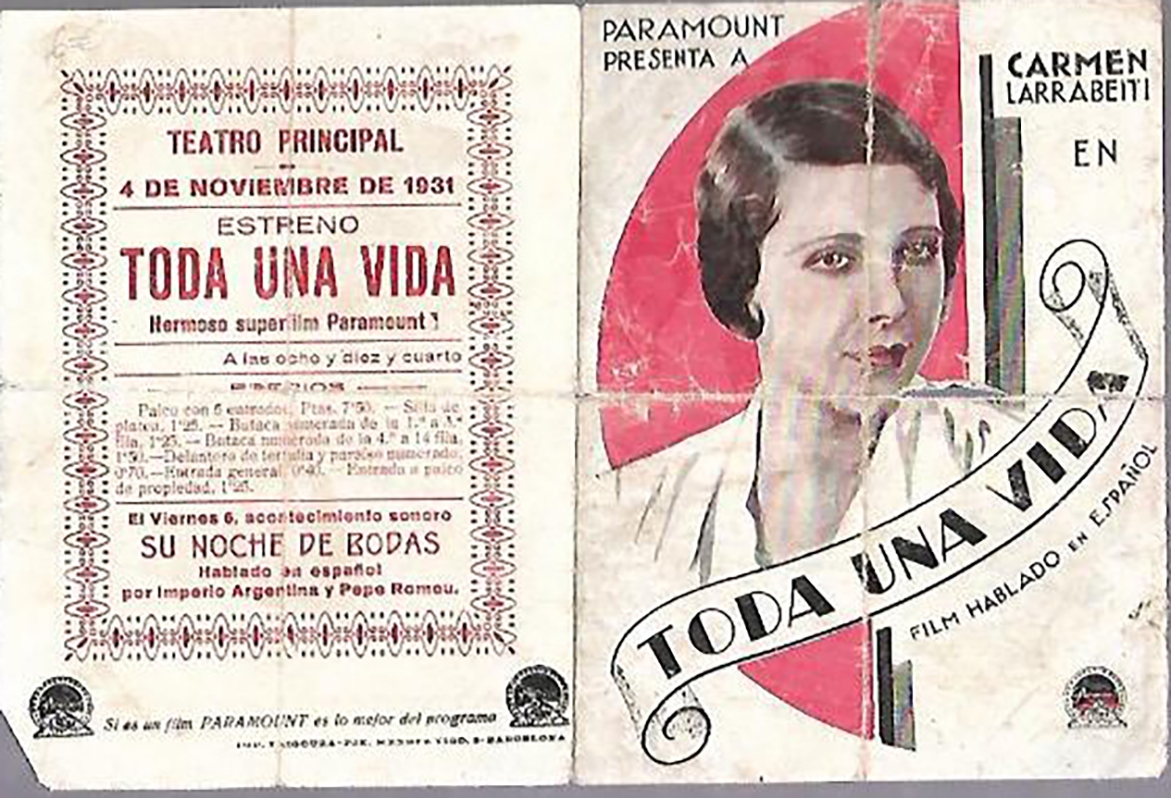 TEATRO PRINCIPAL
4 DE NOVIEMBRE DE 1931
ESTRENO
TODA UNA VIDA
Hermoso superfilm Paramount
A las ocho y diez y cuarto
PRECIOS
Palco con 6 entradas, Ptas. 7'50. — Silla de
platea, 1'25. — Butaca numerada de la 1.ª a 3.ª
fila, 1'25. — Butaca numerada de la 4.ª a 14 fila,
1'50.—Delantera de tertulia y paraíso numerado,
0'70.—Entrada general, 0'40. — Entrada a palco
de propiedad, 1'25.
El Viernes 6, acontecimiento sonoro
SU NOCHE DE BODAS
Hablado en español
por Imperio Argentina y Pepe Romeu.
Si es un film PARAMOUNT es lo mejor del programa
BARCELONA
PARAMOUNT
PRESENTA A
CARMEN
LARRABEITI
EN
TODA UNA VIDA
FILM HABLADO EN ESPAÑOL